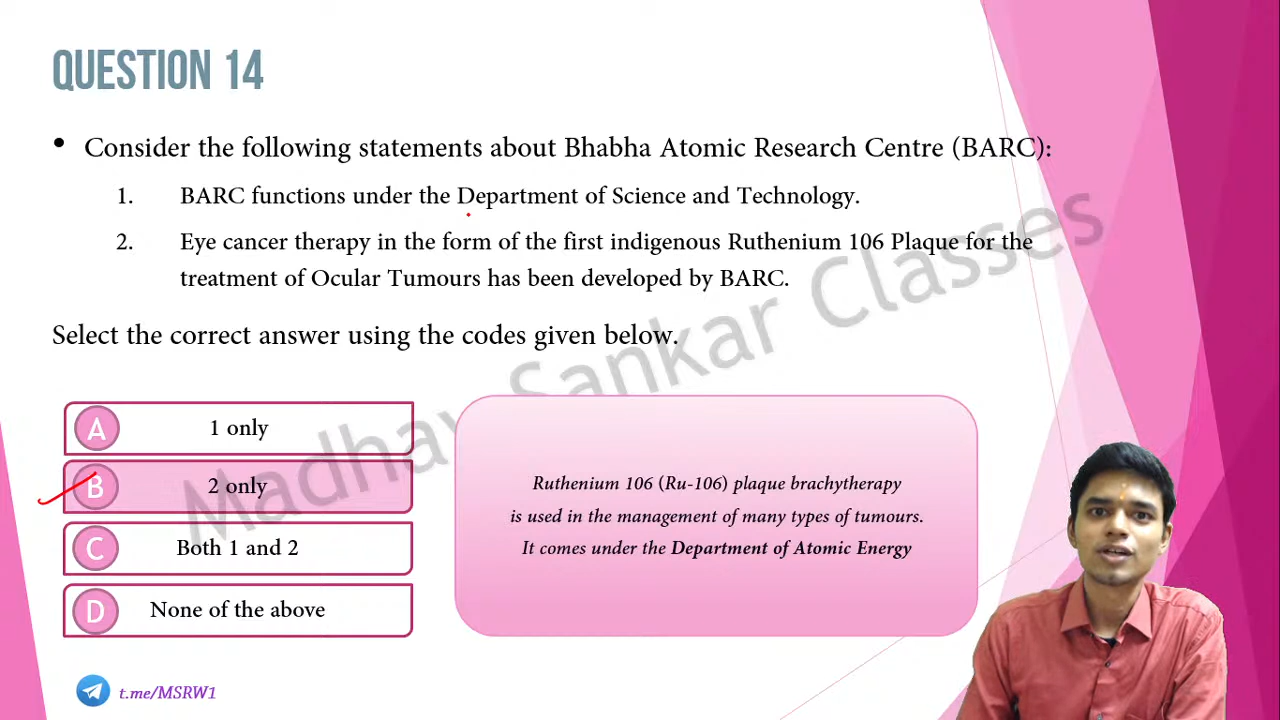 QUESTION 14
• Consider the following statements about Bhabha Atomic Research Centre (BARC):
1. BARC functions under the Department of Science and Technology.
2. Eye cancer therapy in the form of the first indigenous Ruthenium 106 Plaque for the
treatment of Ocular Tumours has been developed by BARC.
Select the correct answer using the codes given below.
A 1 only
B 2 only
C Both 1 and 2
D None of the above
Ruthenium 106 (Ru-106) plaque brachytherapy
is used in the management of many types of tumours.
It comes under the Department of Atomic Energy
Madhav Sankar Classes
t.me/MSRW1